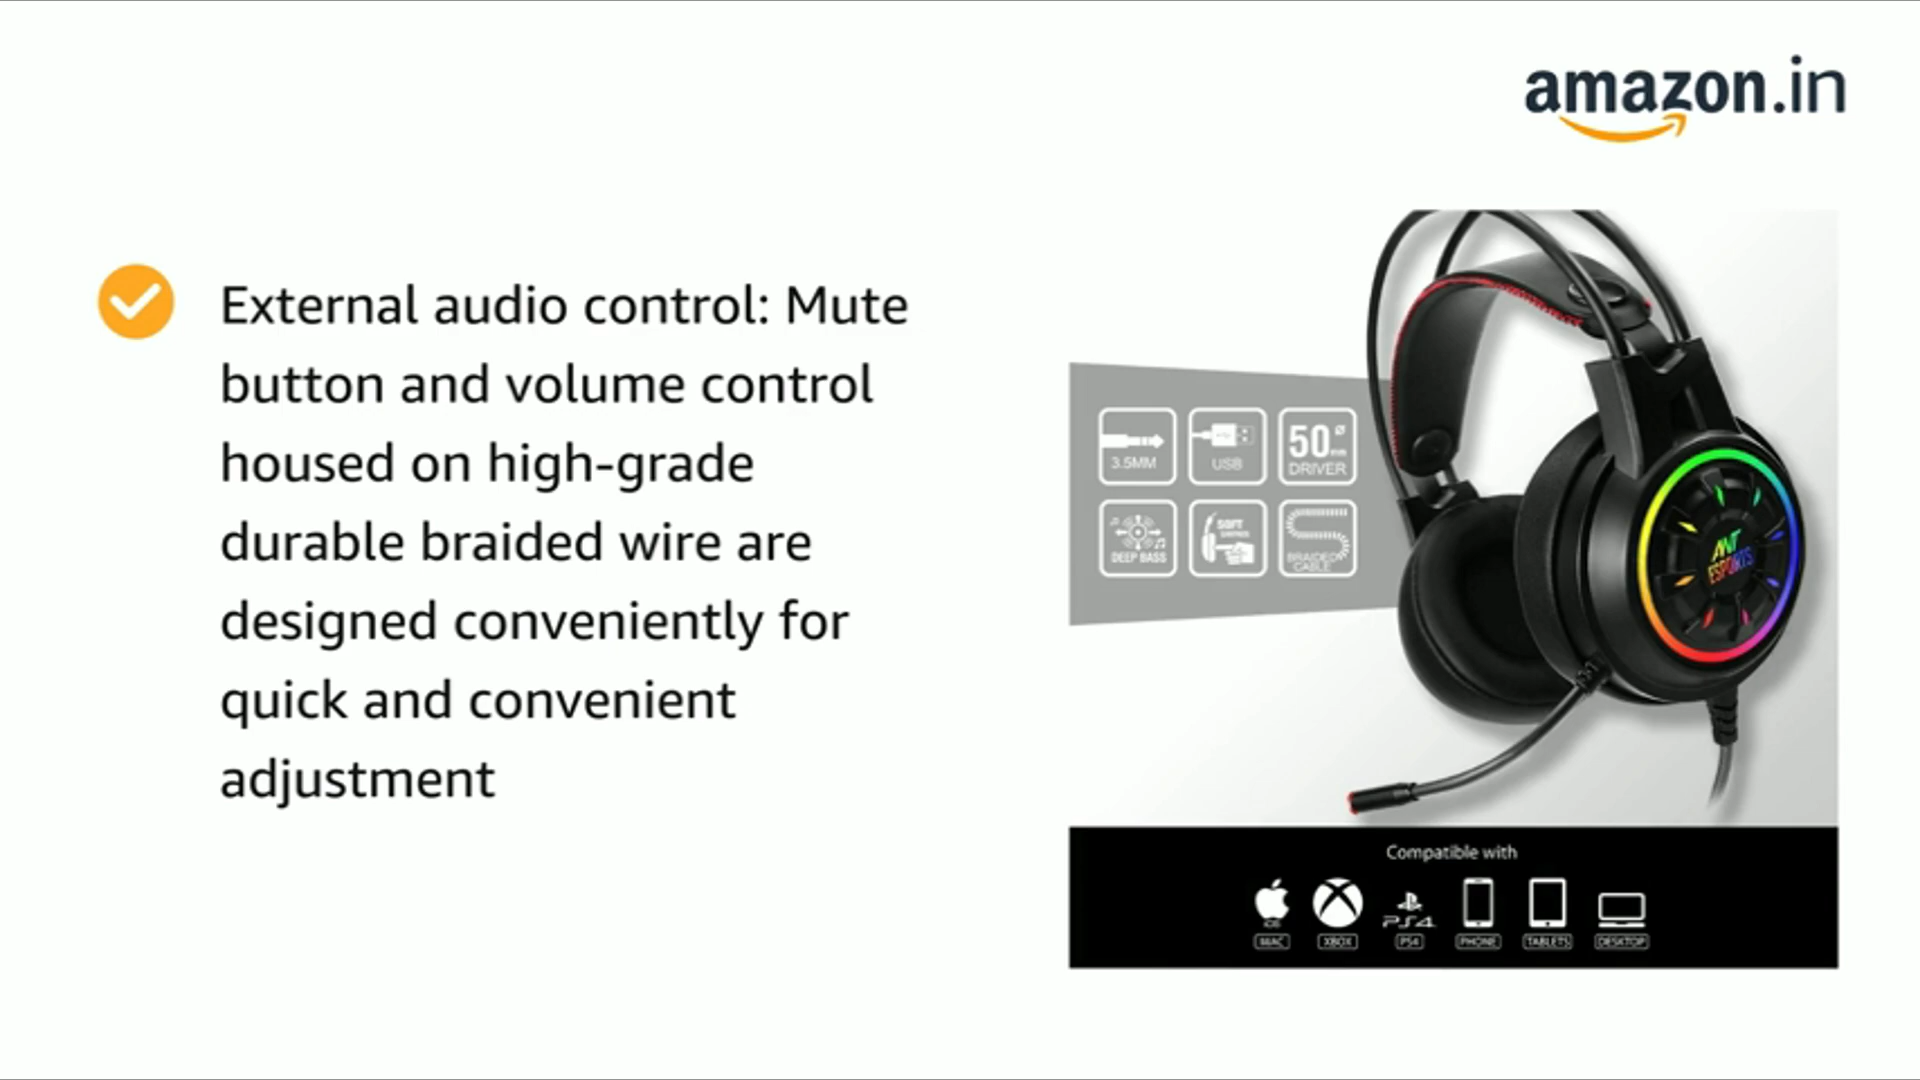 amazon.in
External audio control: Mute
button and volume control
housed on high-grade
durable braided wire are
designed conveniently for
quick and convenient
adjustment
3.5MM
USB
50mm
DRIVER
DEEP BASS
SOFT
BRAIDED
CABLE
ANT
ESPORTS
Compatible with
iOS
PS4
MAC
XBOX
PS4
PHONE
TABLETS
DESKTOP